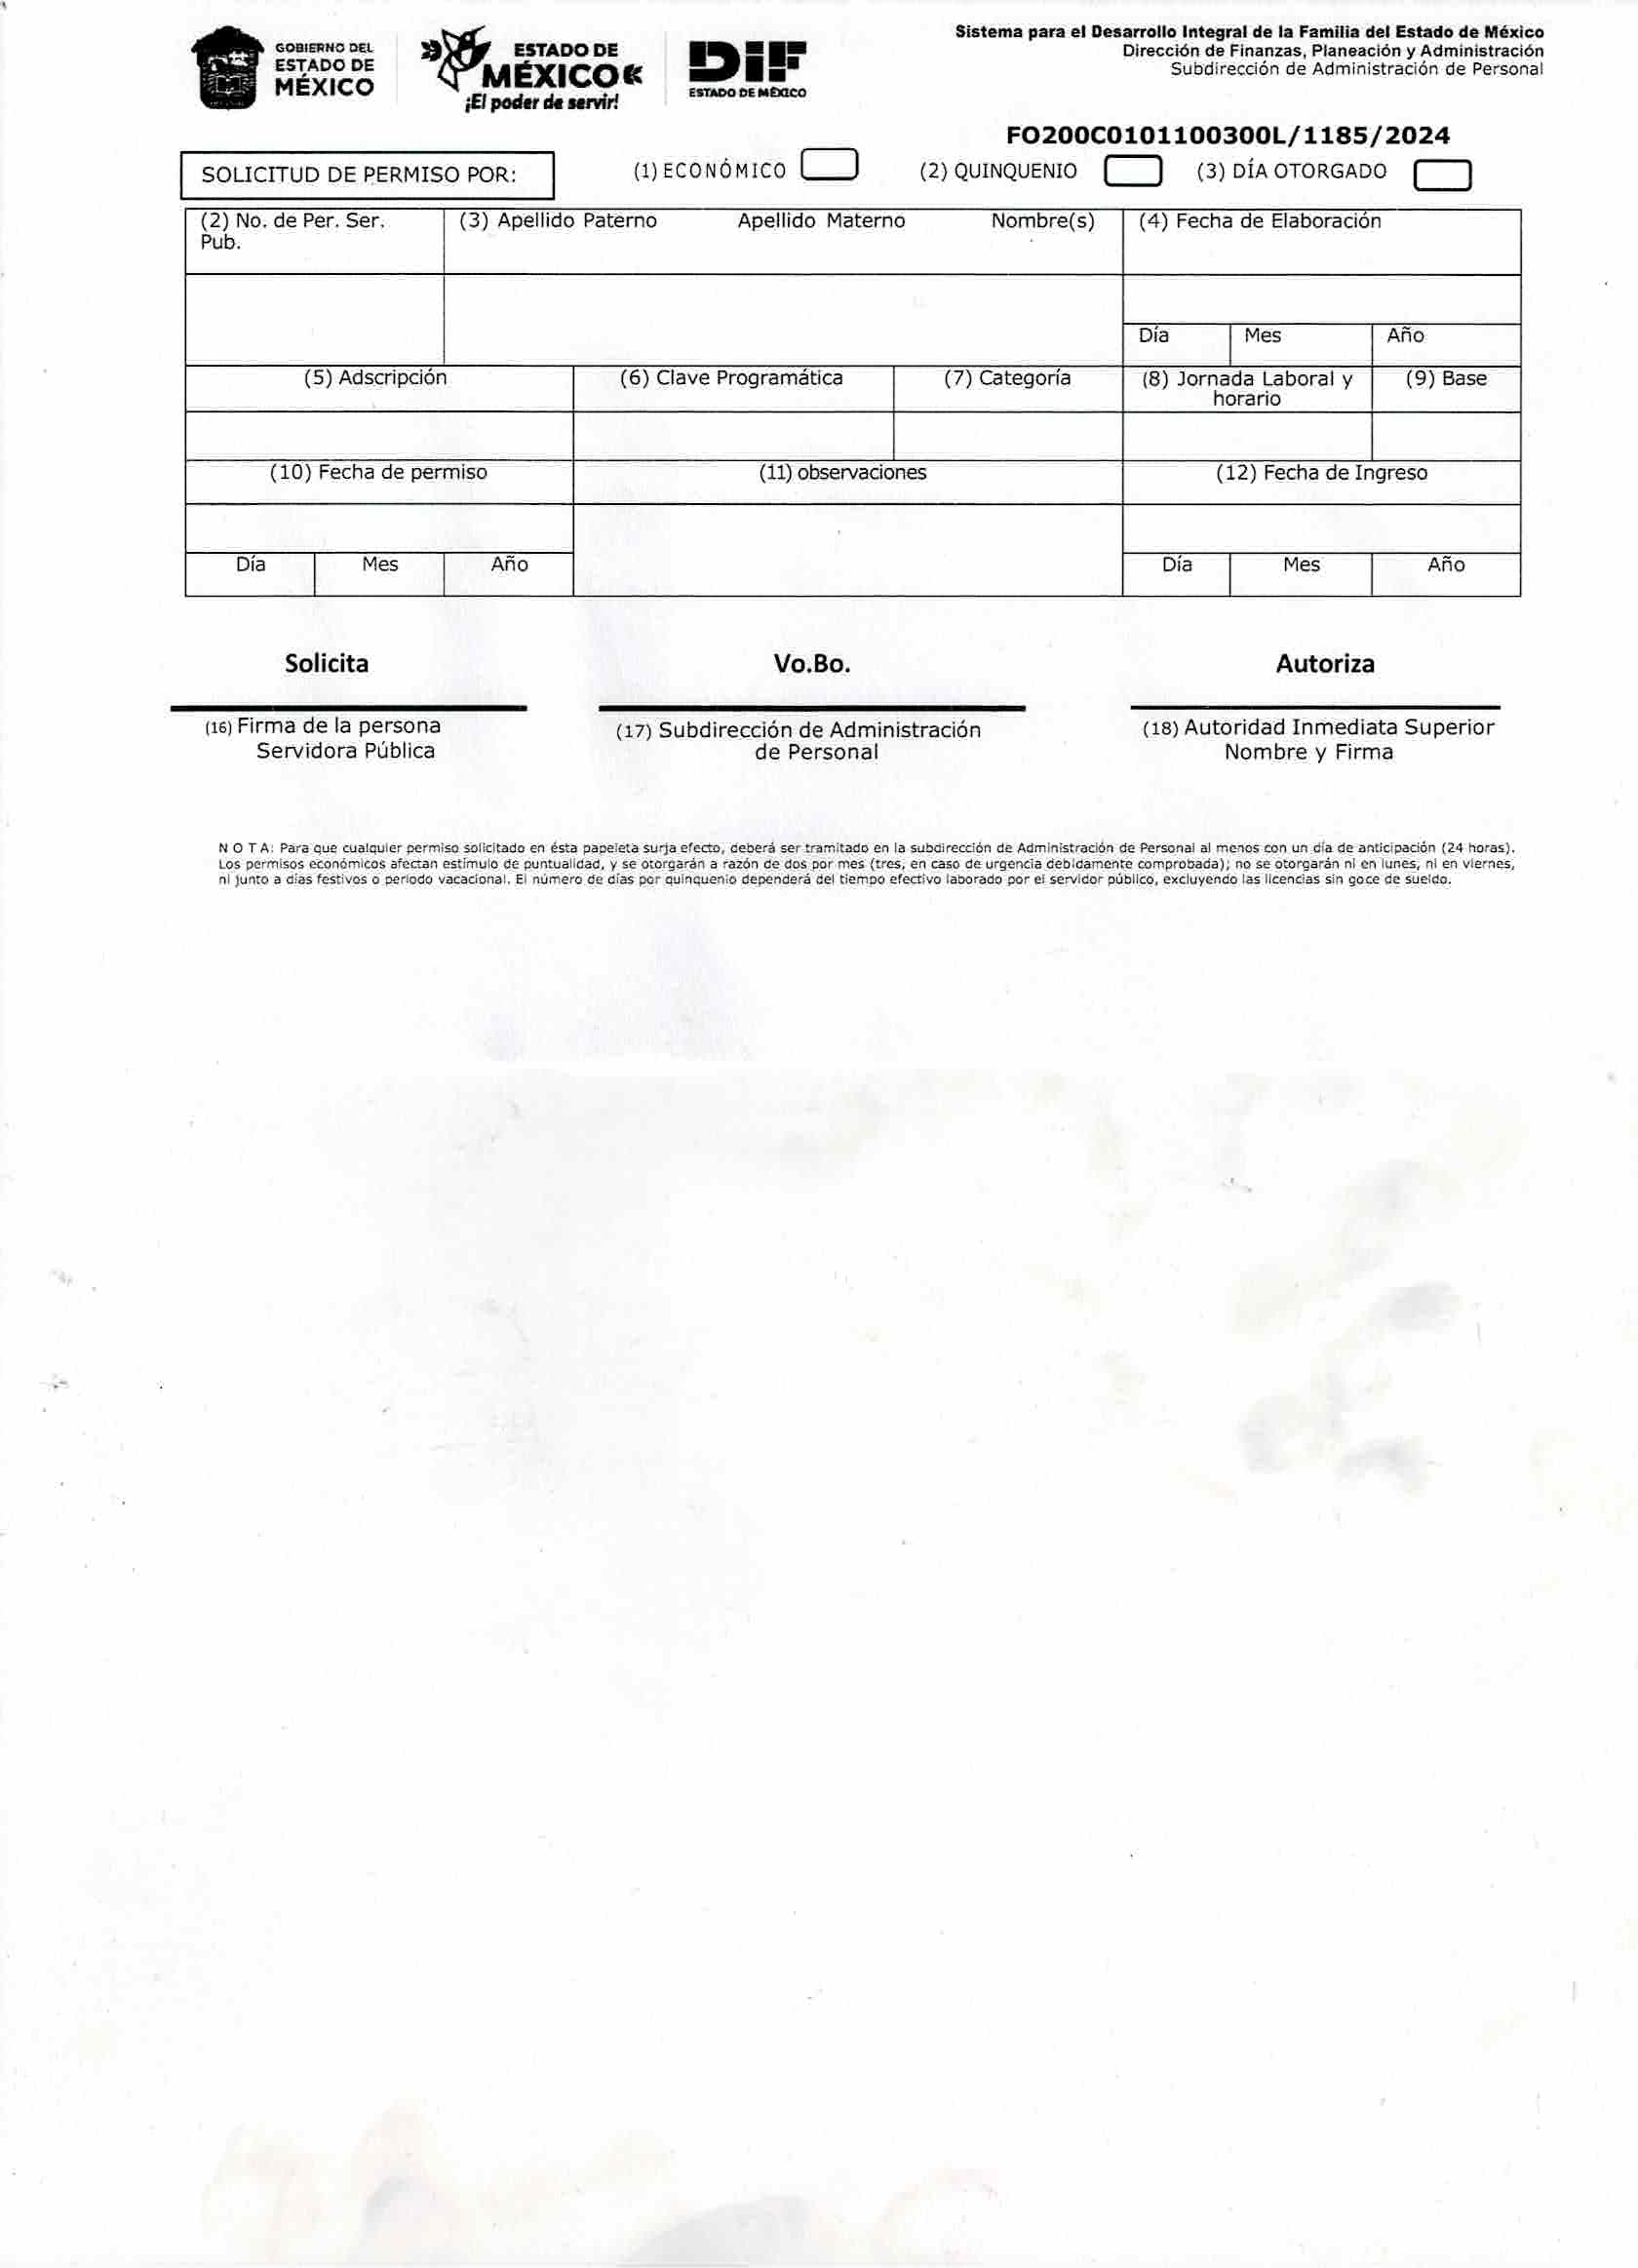 GOBIERNO DEL
ESTADO DE
MÉXICO
ESTADO DE
MÉXICO
¡El poder de servir!
DIF
ESTADO DE MÉXICO
Sistema para el Desarrollo Integral de la Familia del Estado de México
Dirección de Finanzas, Planeación y Administración
Subdirección de Administración de Personal
FO200C0101100300L/1185/2024
SOLICITUD DE PERMISO POR: (1) ECONÓMICO (2) QUINQUENIO (3) DÍA OTORGADO
(2) No. de Per. Ser. Pub. (3) Apellido Paterno Apellido Materno Nombre(s) (4) Fecha de Elaboración
Día Mes Año
(5) Adscripción (6) Clave Programática (7) Categoría (8) Jornada Laboral y horario (9) Base
(10) Fecha de permiso (11) observaciones (12) Fecha de Ingreso
Día Mes Año Día Mes Año
Solicita Vo.Bo. Autoriza
(16) Firma de la persona (17) Subdirección de Administración (18) Autoridad Inmediata Superior
Servidora Pública de Personal Nombre y Firma
N O T A: Para que cualquier permiso solicitado en ésta papeleta surja efecto, deberá ser tramitado en la subdirección de Administración de Personal al menos con un día de anticipación (24 horas).
Los permisos económicos afectan estímulo de puntualidad, y se otorgarán a razón de dos por mes (tres, en caso de urgencia debidamente comprobada); no se otorgarán ni en lunes, ni en viernes,
ni junto a días festivos o periodo vacacional. El número de días por quinquenio dependerá del tiempo efectivo laborado por el servidor público, excluyendo las licencias sin goce de sueldo.